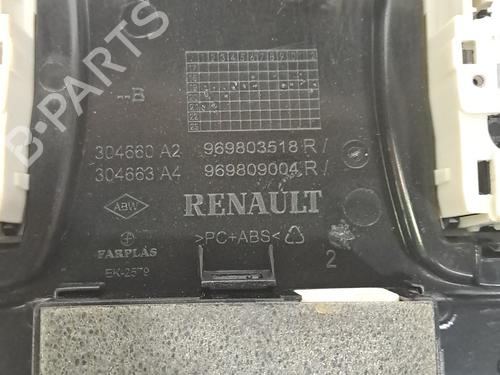 B-PARTS
--B
304660 A2 969803518 R /
304663 A4 969809004 R /
ABW RENAULT
FARPLAS >PC+ABS<
EK-2579 2